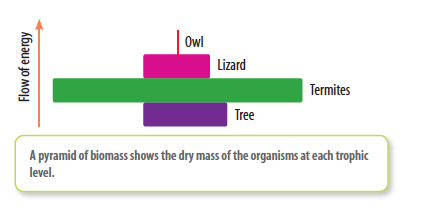 Flow of energy
Owl
Lizard
Termites
Tree
A pyramid of biomass shows the dry mass of the organisms at each trophic
level.